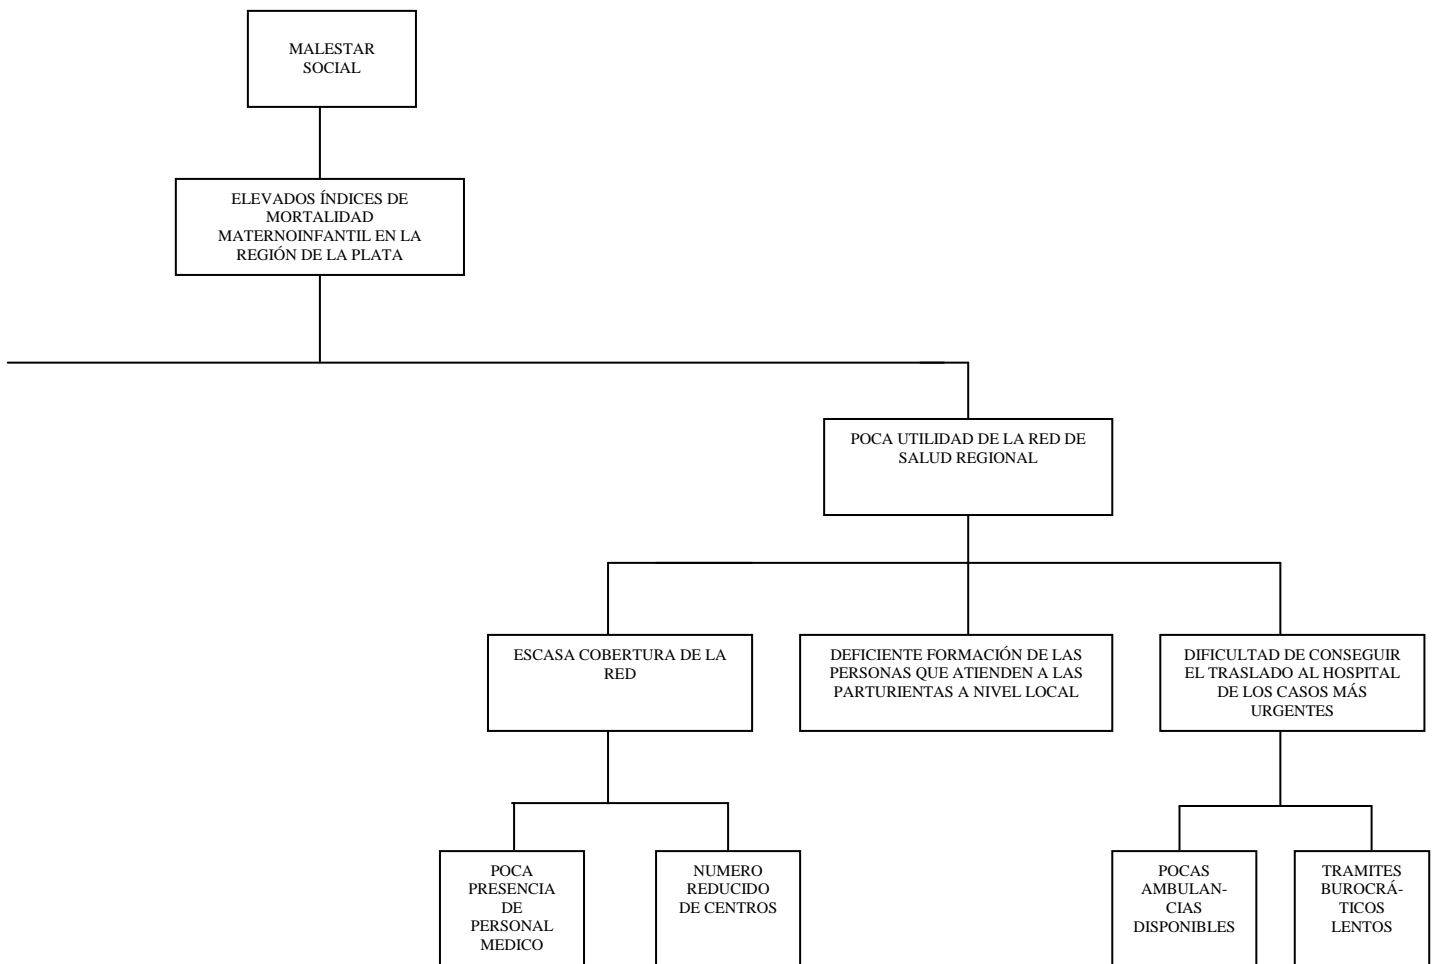 MALESTAR
SOCIAL
ELEVADOS ÍNDICES DE
MORTALIDAD
MATERNOINFANTIL EN LA
REGIÓN DE LA PLATA
POCA UTILIDAD DE LA RED DE
SALUD REGIONAL
ESCASA COBERTURA DE LA
RED
DEFICIENTE FORMACIÓN DE LAS
PERSONAS QUE ATIENDEN A LAS
PARTURIENTAS A NIVEL LOCAL
DIFICULTAD DE CONSEGUIR
EL TRASLADO AL HOSPITAL
DE LOS CASOS MÁS
URGENTES
POCA
PRESENCIA
DE
PERSONAL
MEDICO
NUMERO
REDUCIDO
DE CENTROS
POCAS
AMBULAN-
CIAS
DISPONIBLES
TRAMITES
BUROCRÁ-
TICOS
LENTOS